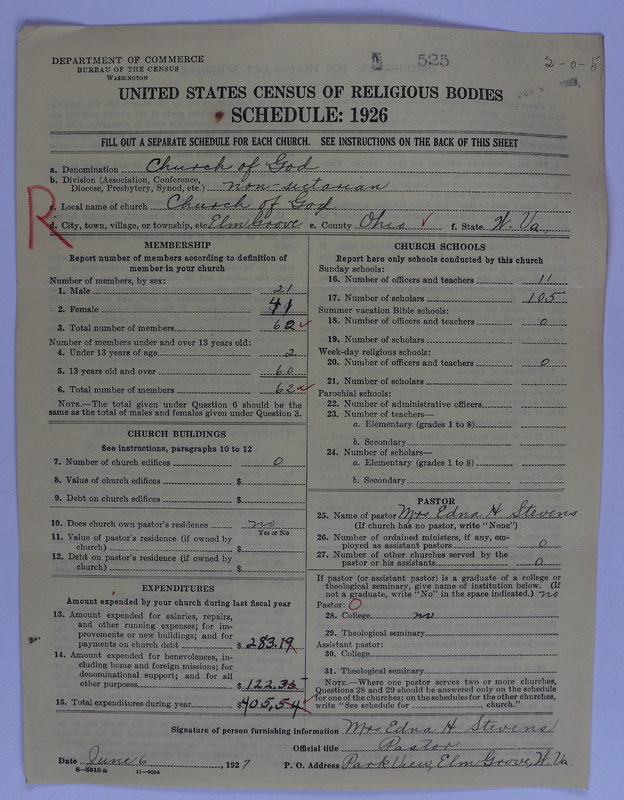 DEPARTMENT OF COMMERCE
BUREAU OF THE CENSUS
WASHINGTON
523
2-0-5
UNITED STATES CENSUS OF RELIGIOUS BODIES
SCHEDULE: 1926
FILL OUT A SEPARATE SCHEDULE FOR EACH CHURCH. SEE INSTRUCTIONS ON THE BACK OF THIS SHEET
a. Denomination Church of God
b. Division (Association, Conference, Diocese, Presbytery, Synod, etc.) non-sectarian
c. Local name of church Church of God
R
d. City, town, village, or township, etc. Elm Grove e. County Ohio ✓ f. State W. Va.
MEMBERSHIP
Report number of members according to definition of
member in your church
Number of members, by sex:
1. Male 21
2. Female 41
3. Total number of members 62 ✓
Number of members under and over 13 years old:
4. Under 13 years of age 2
5. 13 years old and over 60
6. Total number of members 62 ✓
NOTE.—The total given under Question 6 should be
same as the total of males and females given under Question 3.
CHURCH BUILDINGS
See instructions, paragraphs 10 to 12
7. Number of church edifices 0
8. Value of church edifices $
9. Debt on church edifices $
10. Does church own pastor's residence no
Yes or No
11. Value of pastor's residence (if owned by
church) $
12. Debt on pastor's residence (if owned by
church) $
EXPENDITURES
Amount expended by your church during last fiscal year
13. Amount expended for salaries, repairs,
and other running expenses; for im-
provements or new buildings; and for
payments on church debt $ 283.19
14. Amount expended for benevolences, in-
cluding home and foreign missions; for
denominational support; and for all
other purposes $ 122.35
15. Total expenditures during year $ 405.54
CHURCH SCHOOLS
Report here only schools conducted by this church
Sunday schools:
16. Number of officers and teachers 11
17. Number of scholars 105
Summer vacation Bible schools:
18. Number of officers and teachers 0
19. Number of scholars
Week-day religious schools:
20. Number of officers and teachers 0
21. Number of scholars
Parochial schools:
22. Number of administrative officers
23. Number of teachers—
a. Elementary (grades 1 to 8)
b. Secondary
24. Number of scholars—
a. Elementary (grades 1 to 8)
b. Secondary
PASTOR
25. Name of pastor Mrs Edna H Stevens
(If church has no pastor, write "None")
26. Number of ordained ministers, if any, em-
ployed as assistant pastors 0
27. Number of other churches served by the
pastor or his assistants 0
If pastor (or assistant pastor) is a graduate of a college or
theological seminary, give name of institution below. (If
not a graduate, write "No" in the space indicated.) no
Pastor: 0
28. College no
29. Theological seminary
Assistant pastor:
30. College
31. Theological seminary
NOTE.—Where one pastor serves two or more churches,
Questions 28 and 29 should be answered only on the schedule
for one of the churches; on the schedules for the other churches,
write "See schedule for church."
Signature of person furnishing information Mrs Edna H Stevens
Official title Pastor
Date June 6, 1927 P. O. Address Park View, Elm Grove, W. Va.
8—5518 a 11—9064